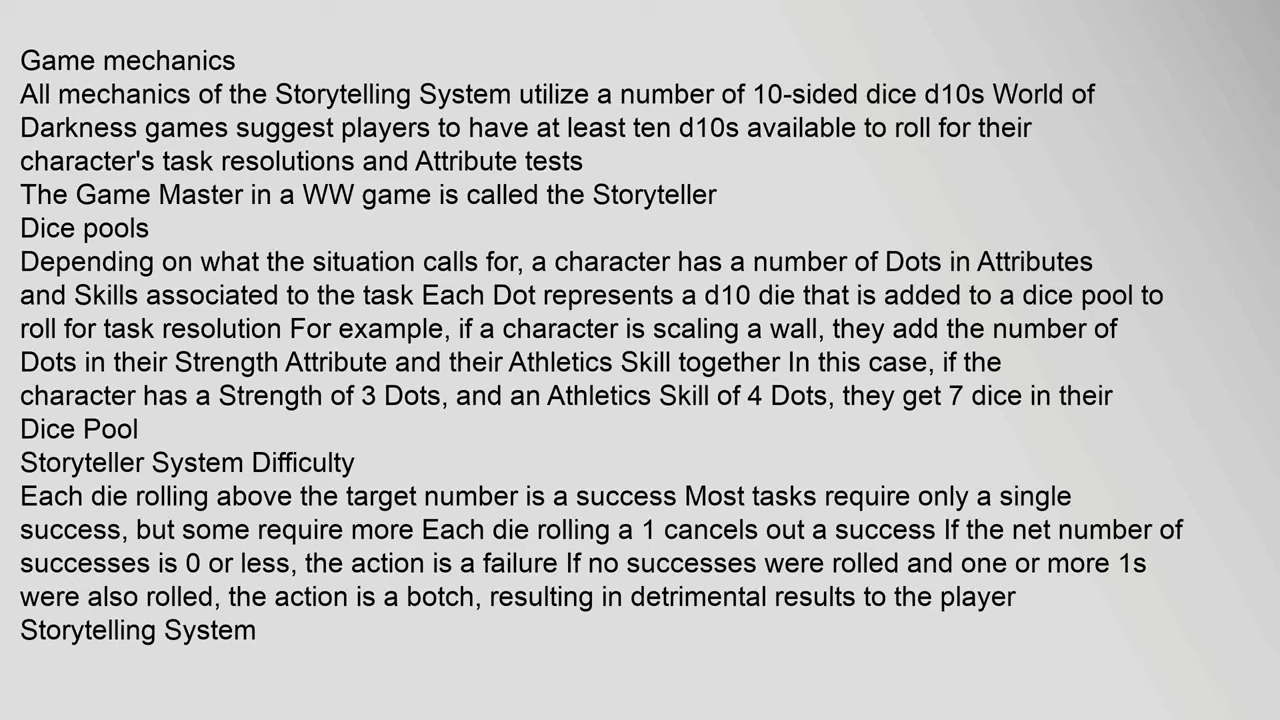 Game mechanics
All mechanics of the Storytelling System utilize a number of 10-sided dice d10s World of
Darkness games suggest players to have at least ten d10s available to roll for their
character's task resolutions and Attribute tests
The Game Master in a WW game is called the Storyteller
Dice pools
Depending on what the situation calls for, a character has a number of Dots in Attributes
and Skills associated to the task Each Dot represents a d10 die that is added to a dice pool to
roll for task resolution For example, if a character is scaling a wall, they add the number of
Dots in their Strength Attribute and their Athletics Skill together In this case, if the
character has a Strength of 3 Dots, and an Athletics Skill of 4 Dots, they get 7 dice in their
Dice Pool
Storyteller System Difficulty
Each die rolling above the target number is a success Most tasks require only a single
success, but some require more Each die rolling a 1 cancels out a success If the net number of
successes is 0 or less, the action is a failure If no successes were rolled and one or more 1s
were also rolled, the action is a botch, resulting in detrimental results to the player
Storytelling System